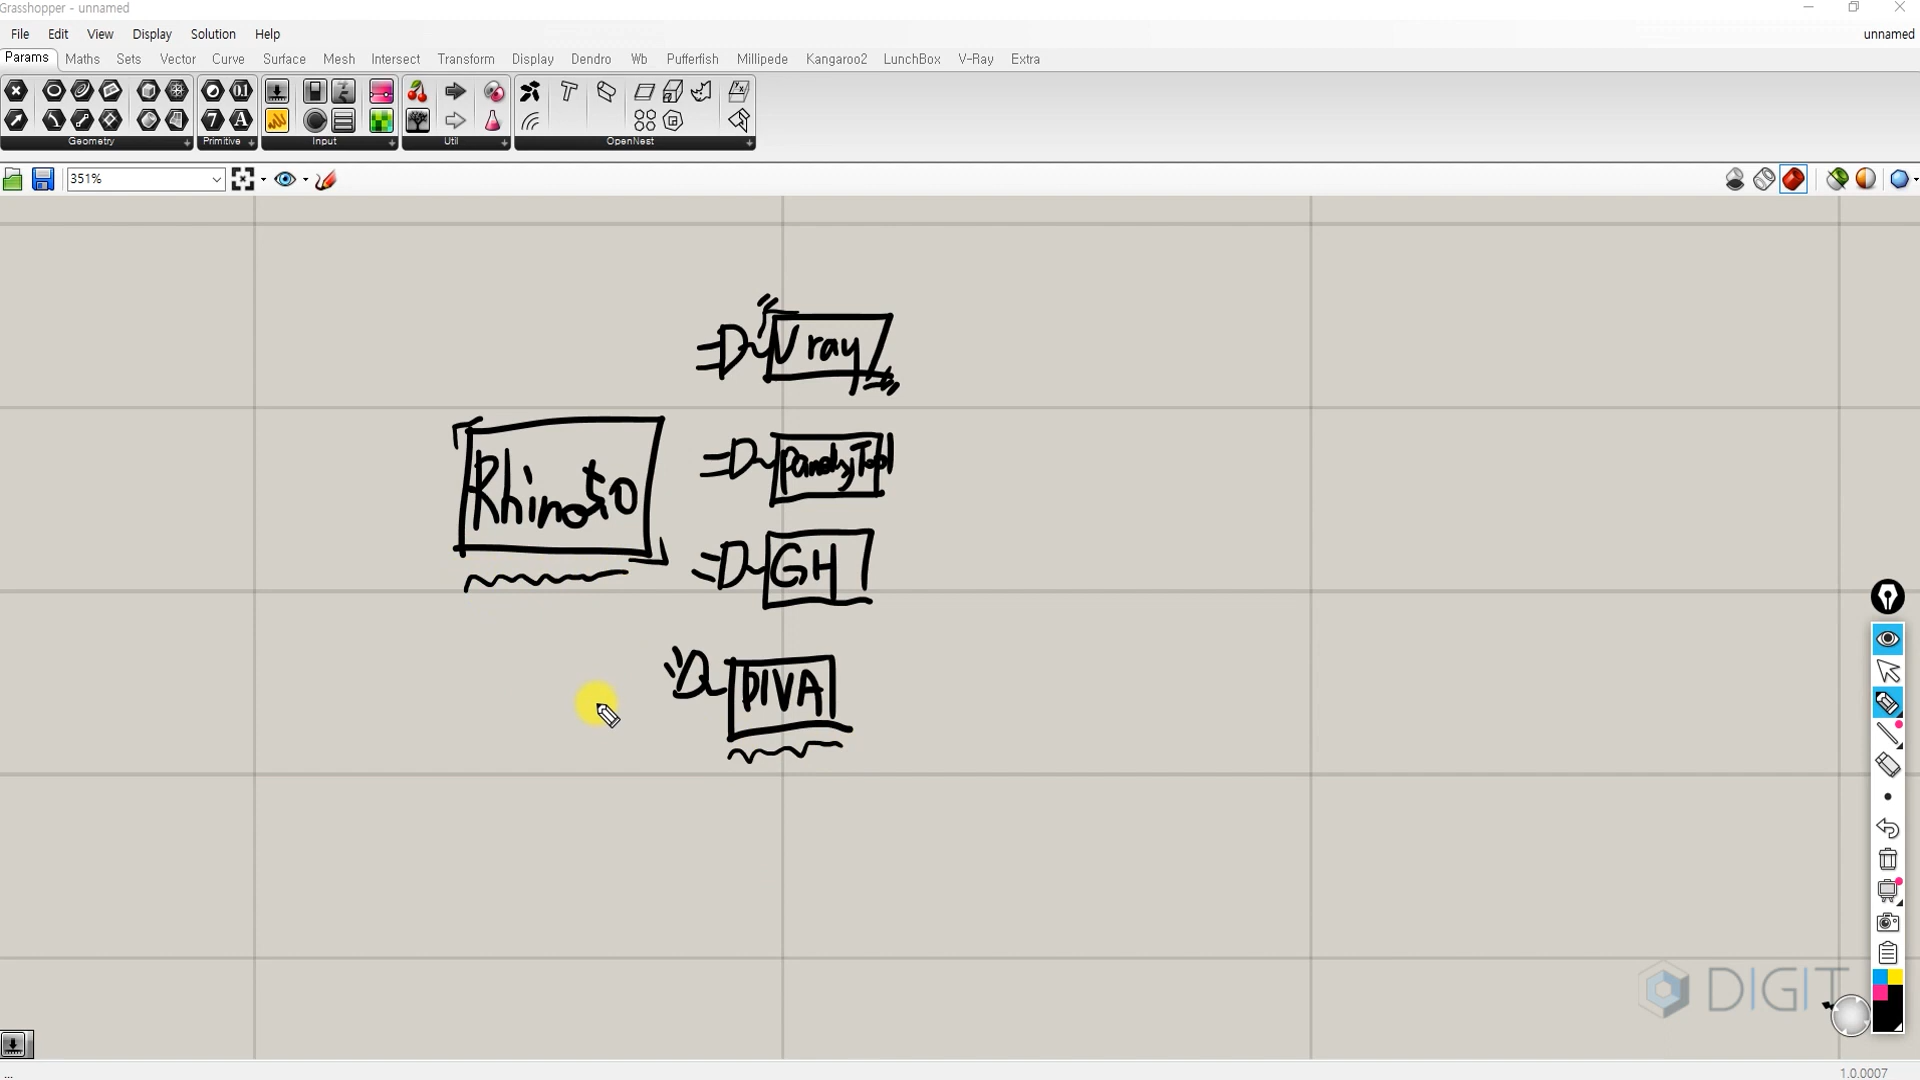 Grasshopper - unnamed
File Edit View Display Solution Help
unnamed
Params Maths Sets Vector Curve Surface Mesh Intersect Transform Display Dendro Wb Pufferfish Millipede Kangaroo2 LunchBox V-Ray Extra
Geometry Primitive Input Util OpenNest
351%
Vray
Rhino5.0
GH
DIVA
DIGIT
...
1.0.0007